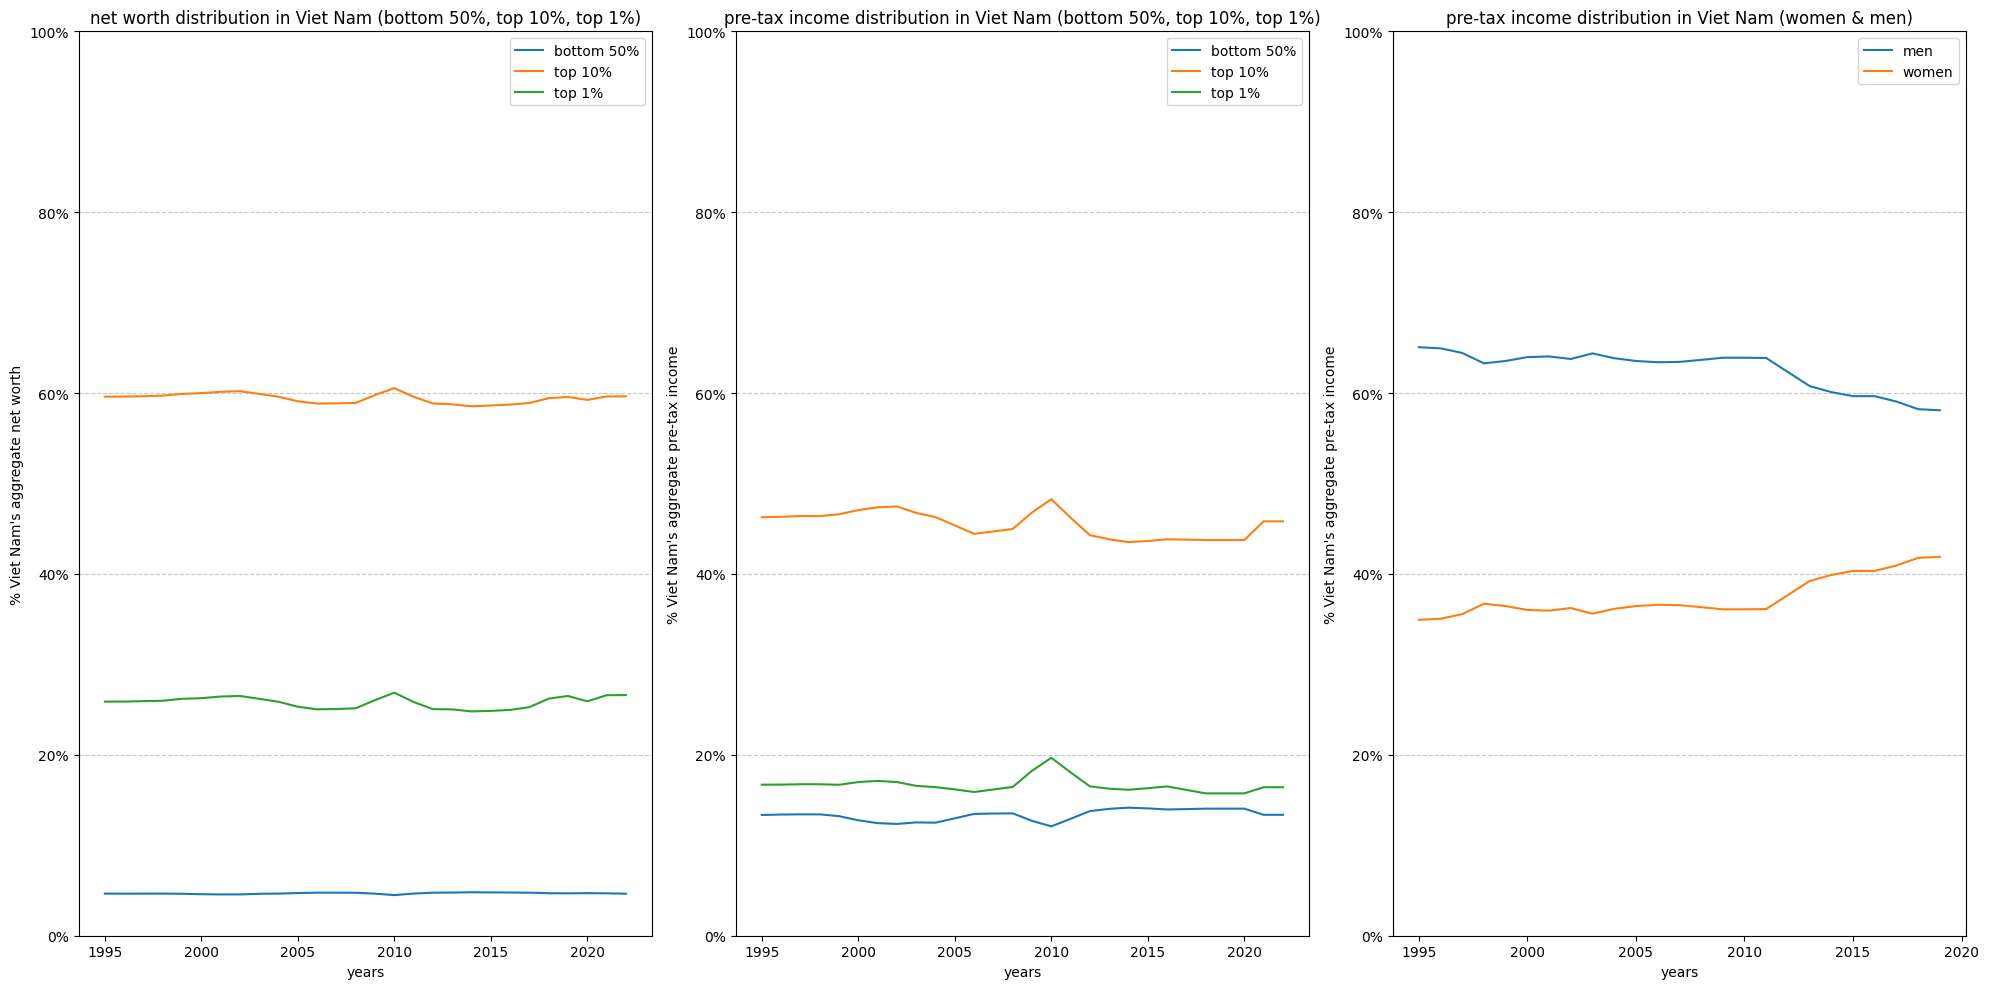 net worth distribution in Viet Nam (bottom 50%, top 10%, top 1%)
100%
80%
60%
40%
20%
0%
% Viet Nam's aggregate net worth
bottom 50%
top 10%
top 1%
1995 2000 2005 2010 2015 2020
years
pre-tax income distribution in Viet Nam (bottom 50%, top 10%, top 1%)
100%
80%
60%
40%
20%
0%
% Viet Nam's aggregate pre-tax income
bottom 50%
top 10%
top 1%
1995 2000 2005 2010 2015 2020
years
pre-tax income distribution in Viet Nam (women & men)
100%
80%
60%
40%
20%
0%
% Viet Nam's aggregate pre-tax income
men
women
1995 2000 2005 2010 2015 2020
years